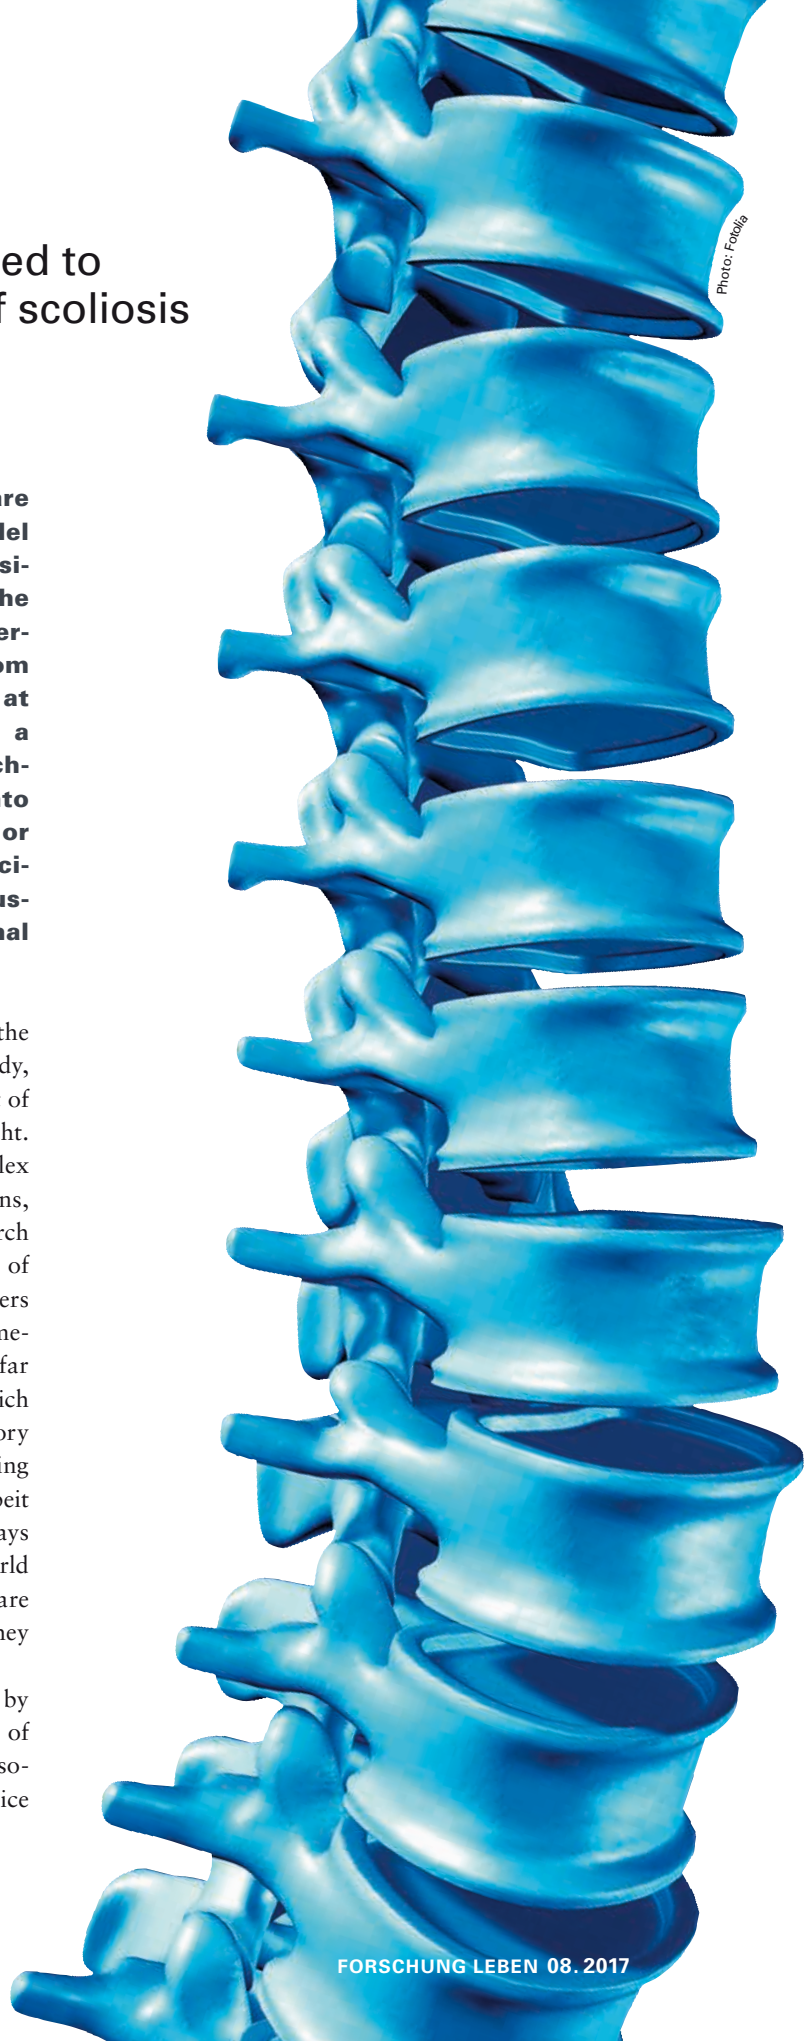 ed to
f scoliosis
Photo: Fotolia
are
del
si-
he
er-
om
at
a
ch-
nto
or
ci-
us-
nal
the
dy,
of
ht.
lex
ns,
rch
of
ers
ne-
far
ich
ory
ing
beit
ays
rld
are
hey
by
of
so-
ice
FORSCHUNG LEBEN 08. 2017